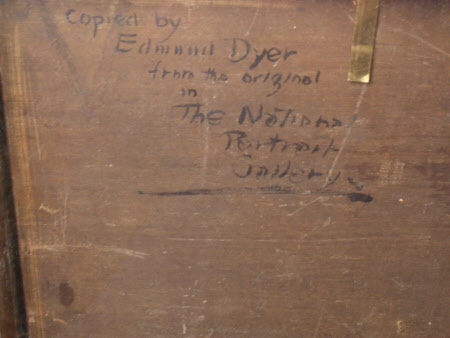 Copied by
Edmund Dyer
from the original
in
The National
Portrait
Gallery